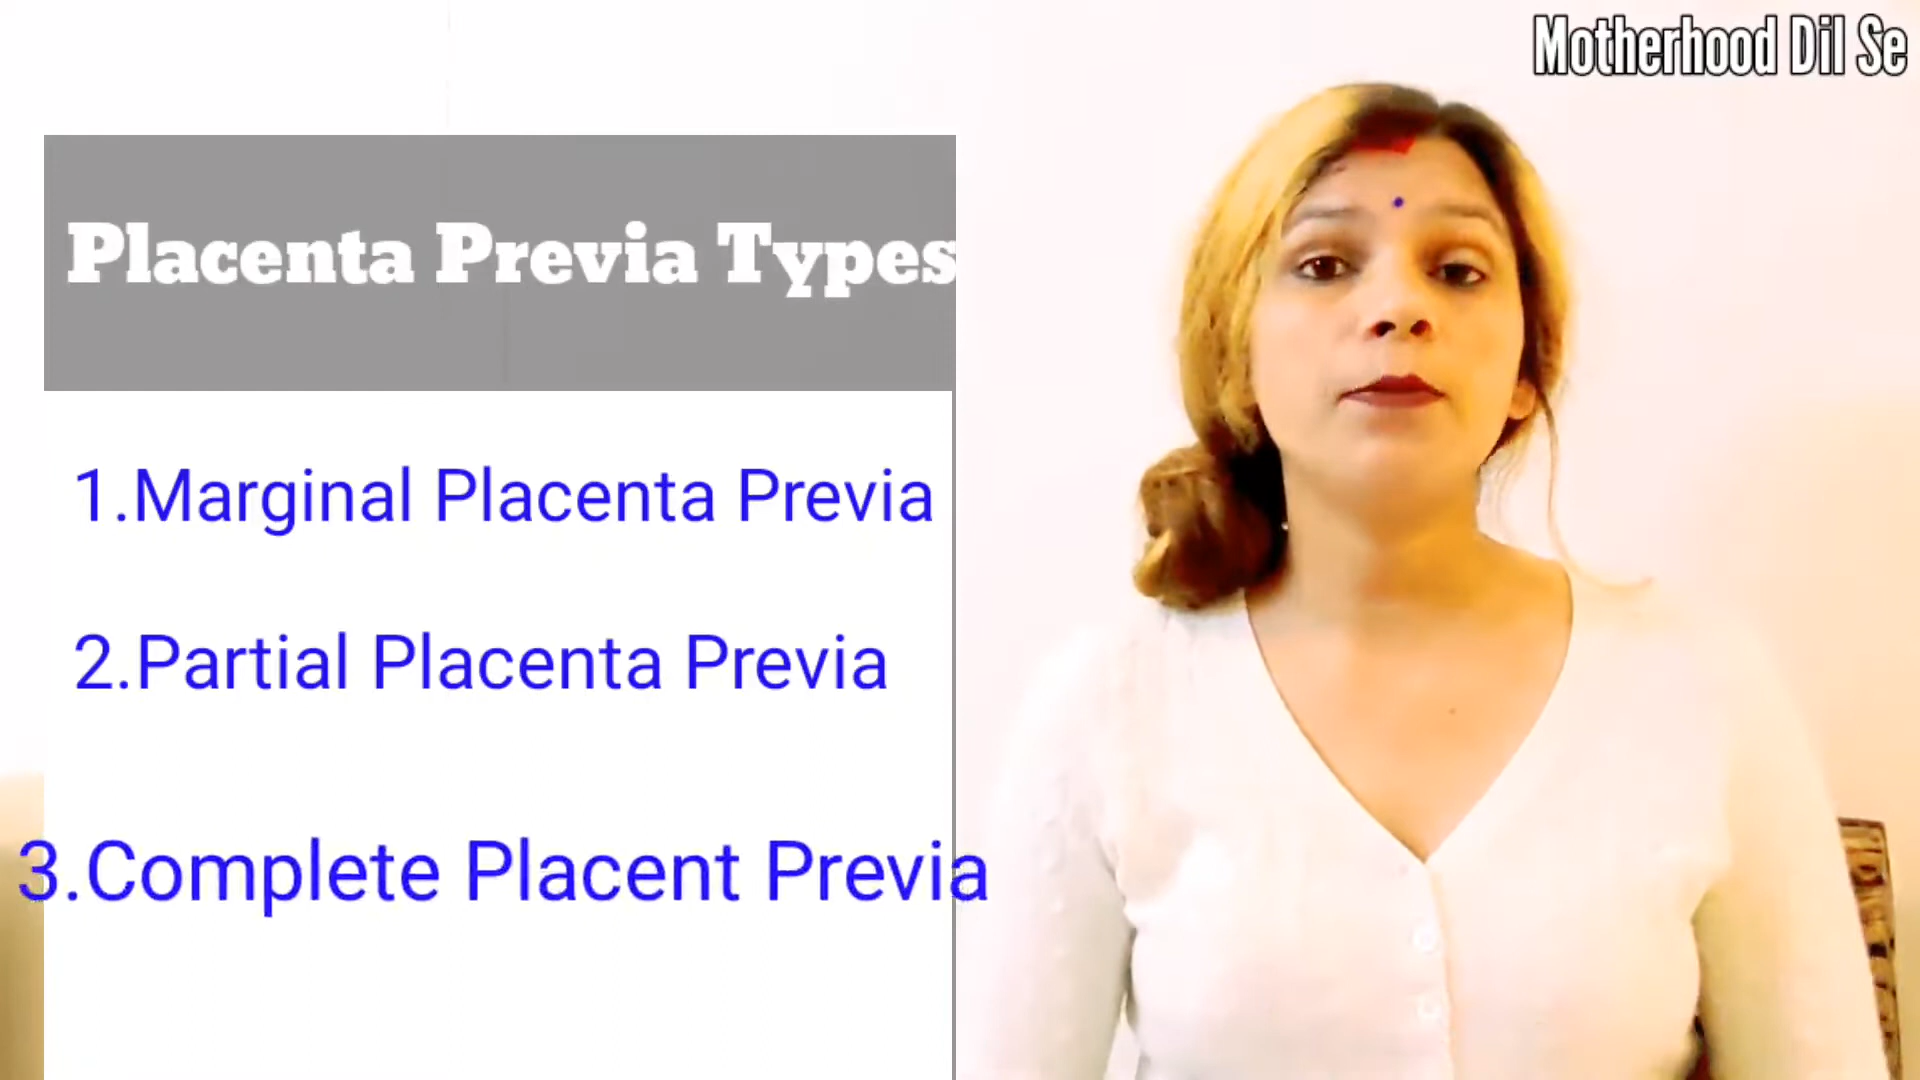 Motherhood Dil Se
Placenta Previa Types
1.Marginal Placenta Previa
2.Partial Placenta Previa
3.Complete Placent Previa